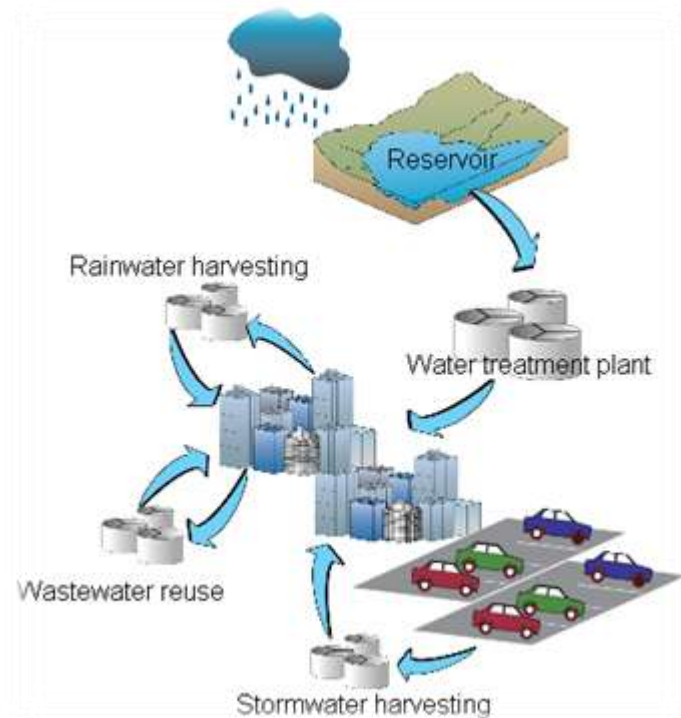 Reservoir
Rainwater harvesting
Water treatment plant
Wastewater reuse
Stormwater harvesting